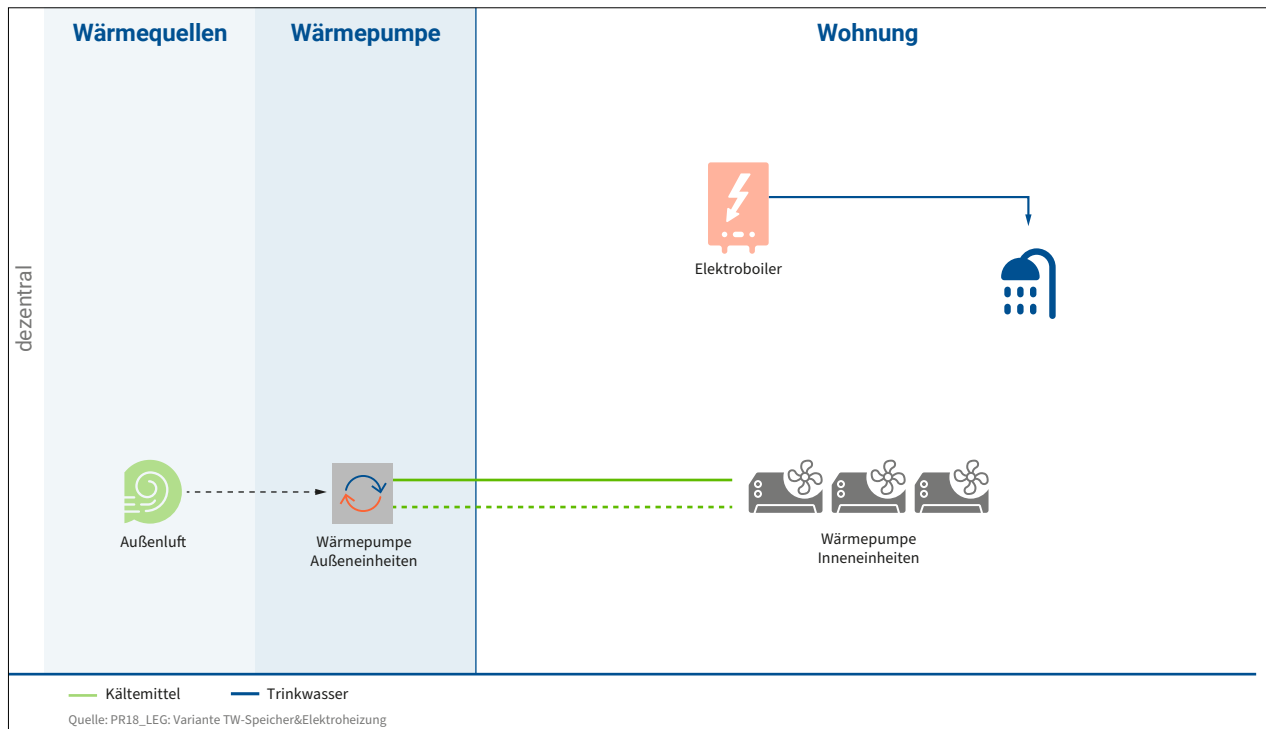 Wärmequellen
Wärmepumpe
Wohnung
dezentral
Elektroboiler
Außenluft
Wärmepumpe
Außeneinheiten
Wärmepumpe
Inneneinheiten
Kältemittel
Trinkwasser
Quelle: PR18_LEG: Variante TW-Speicher&Elektroheizung